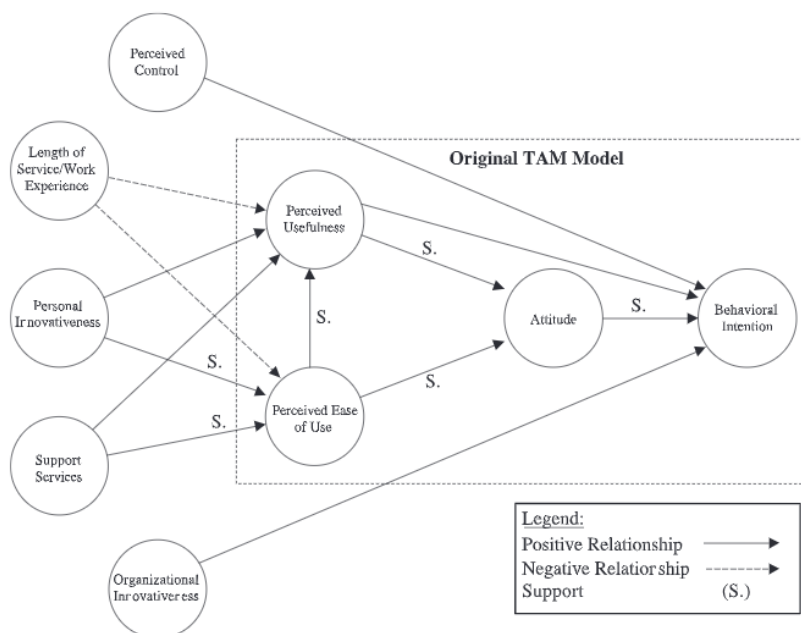 Perceived
Control
Length of
Service/Work
Experience
Original TAM Model
Perceived
Usefulness
S.
Personal
Innovativeness
S.
S.
Attitude
S.
Behavioral
Intention
S.
Perceived Ease
of Use
S.
Support
Services
Organizational
Innovativeness
Legend:
Positive Relationship
Negative Relationship
Support (S.)